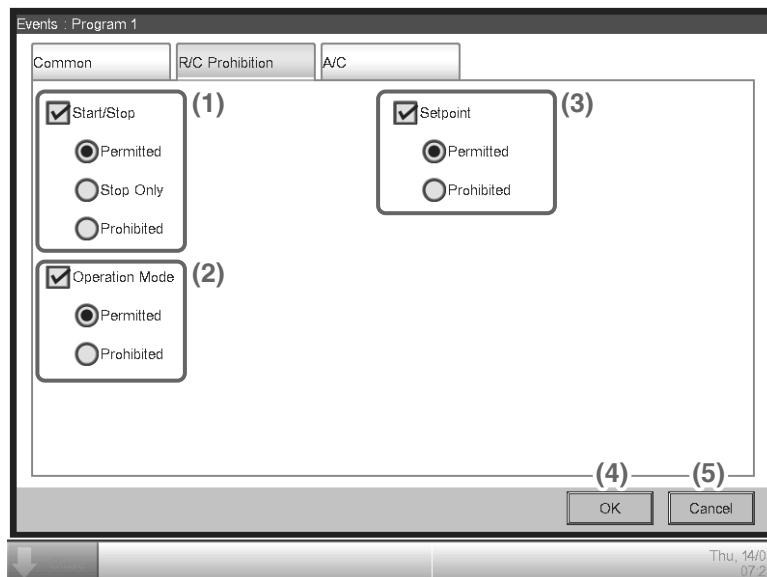 Events : Program 1
Common
R/C Prohibition
A/C
Start/Stop
(1)
Permitted
Stop Only
Prohibited
Operation Mode
(2)
Permitted
Prohibited
Setpoint
(3)
Permitted
Prohibited
(4)
(5)
OK
Cancel
Close
Thu, 14/0
07:2